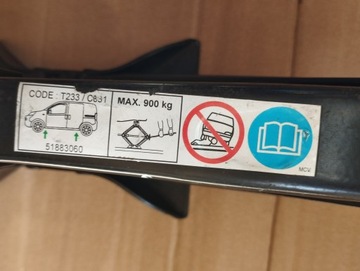 CODE : T233 / C881
MAX. 900 kg
51883060
MCV.